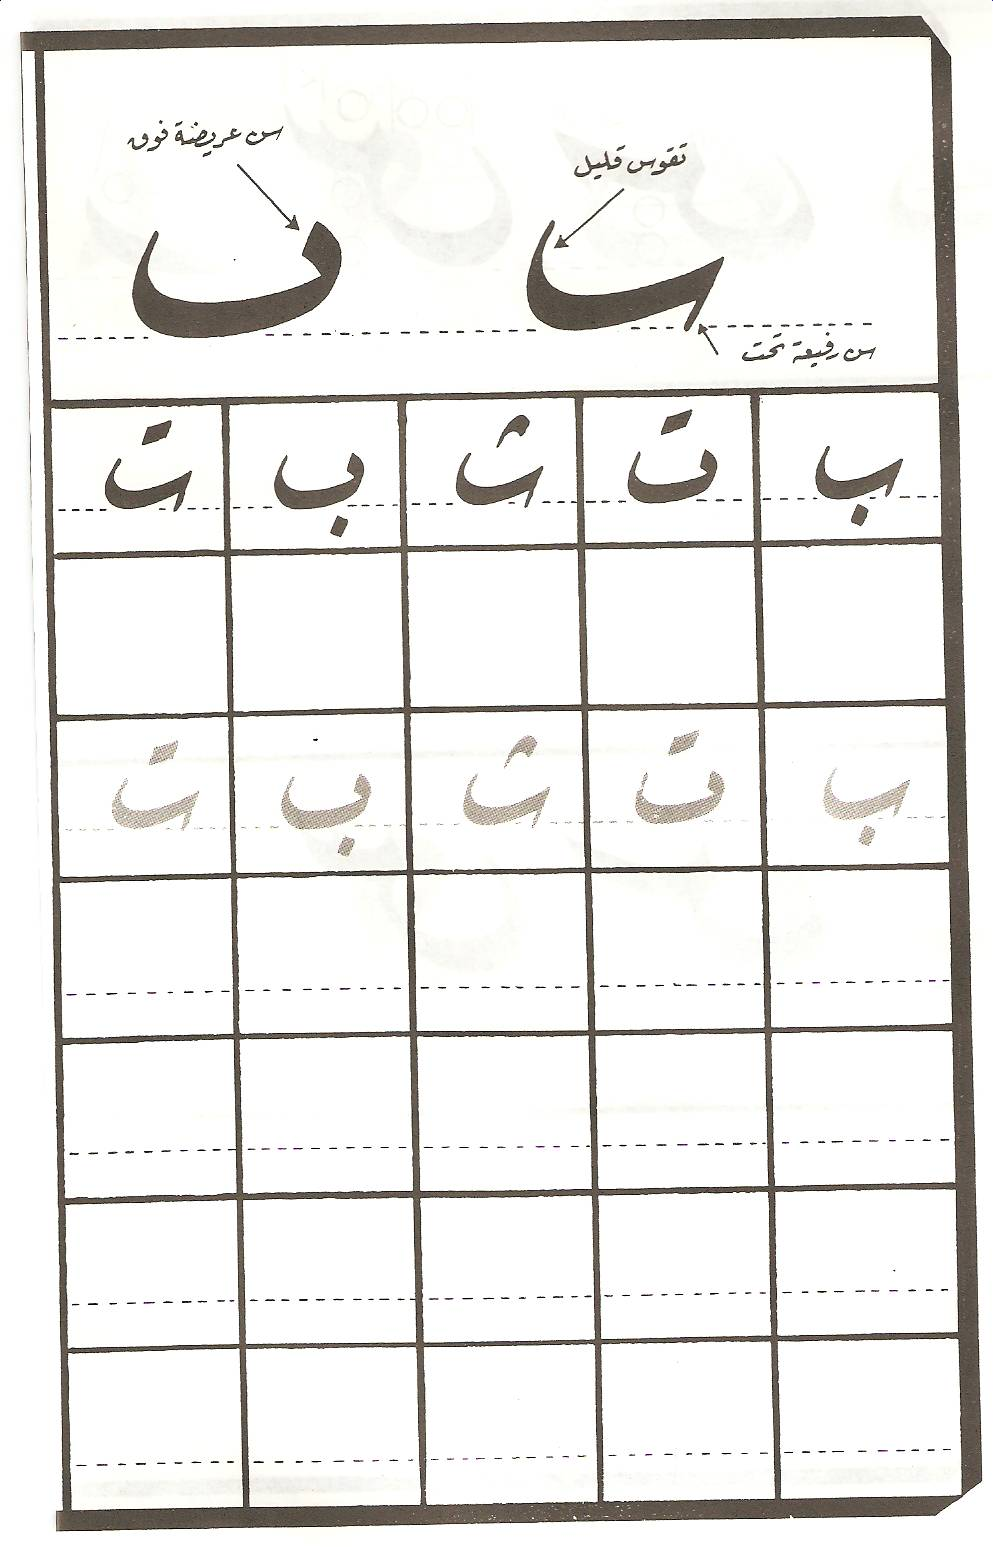 تقوس قليل
سن عريضة فوق
سن رفيعة تحت
ب ت ث ب ت
ب ت ث ب ت